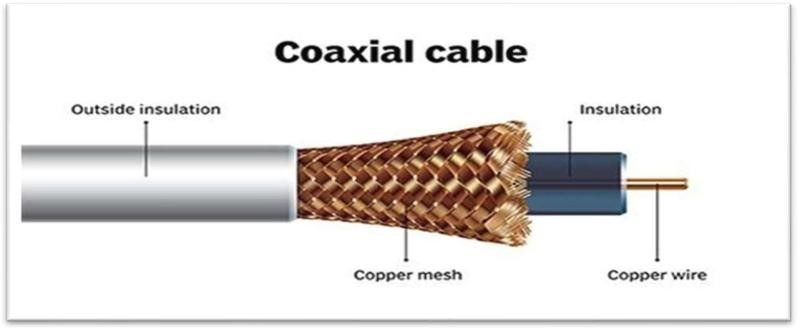 Coaxial cable
Outside insulation
Insulation
Copper mesh
Copper wire